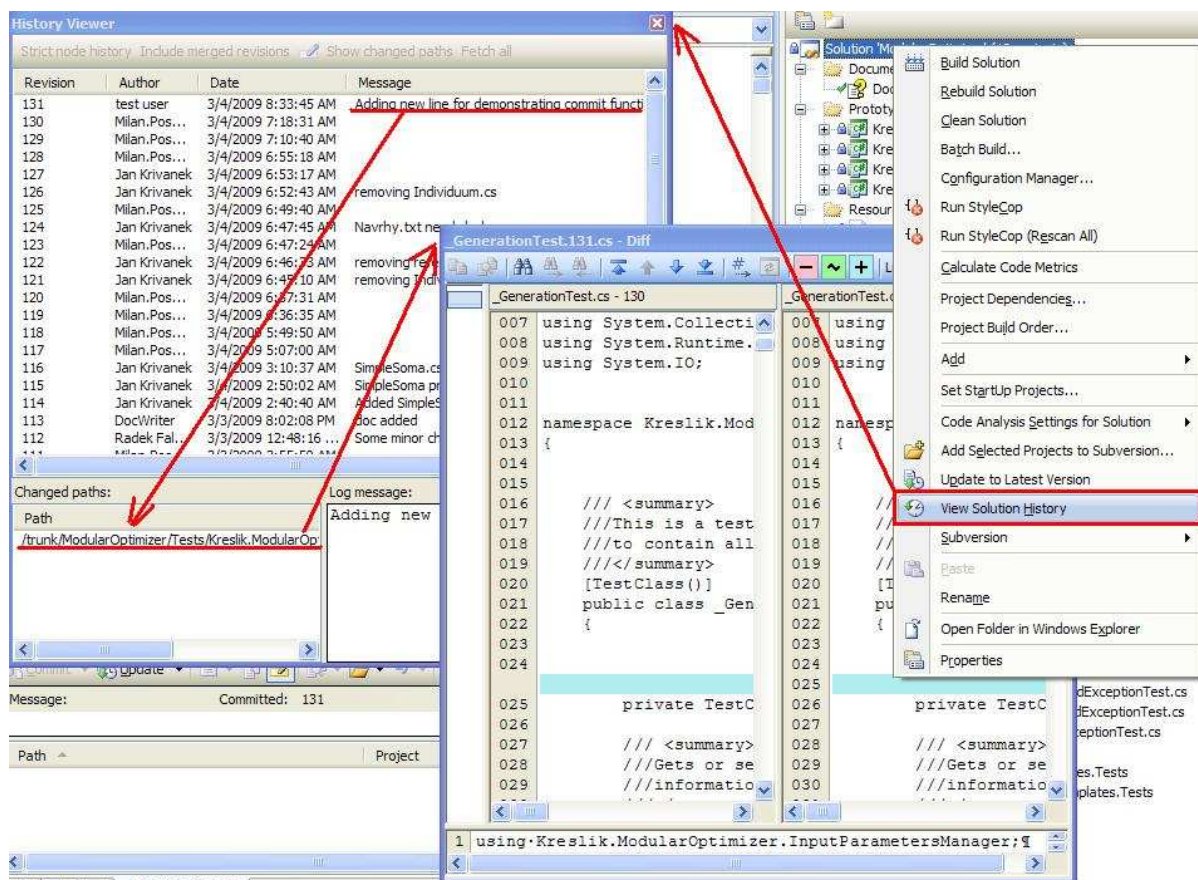 History Viewer
Strict node history Include merged revisions Show changed paths Fetch all
Revision Author Date Message
131 test user 3/4/2009 8:33:45 AM Adding new line for demonstrating commit functi
130 Milan.Pos... 3/4/2009 7:18:31 AM
129 Milan.Pos... 3/4/2009 7:10:40 AM
128 Milan.Pos... 3/4/2009 6:55:18 AM
127 Jan Krivanek 3/4/2009 6:53:17 AM
126 Jan Krivanek 3/4/2009 6:52:43 AM removing Individuum.cs
125 Milan.Pos... 3/4/2009 6:49:40 AM
124 Jan Krivanek 3/4/2009 6:47:45 AM Navrhy.txt
123 Milan.Pos... 3/4/2009 6:47:24 AM
122 Jan Krivanek 3/4/2009 6:46:33 AM removing
121 Jan Krivanek 3/4/2009 6:45:10 AM removing
120 Milan.Pos... 3/4/2009 6:37:31 AM
119 Milan.Pos... 3/4/2009 6:36:35 AM
118 Milan.Pos... 3/4/2009 5:49:50 AM
117 Milan.Pos... 3/4/2009 5:07:00 AM
116 Jan Krivanek 3/4/2009 3:10:37 AM SimpleSoma.cs
115 Jan Krivanek 3/4/2009 2:50:02 AM SimpleSoma pr
114 Jan Krivanek 3/4/2009 2:40:40 AM Added SimpleS
113 DocWriter 3/3/2009 8:02:08 PM doc added
112 Radek Fal... 3/3/2009 12:48:16 ... Some minor ch
Changed paths:
Path
/trunk/ModularOptimizer/Tests/Kreslik.ModularOp
Log message:
Adding new
Update
Message: Committed: 131
Path Project
_GenerationTest.131.cs - Diff
_GenerationTest.cs - 130
007 using System.Collecti
008 using System.Runtime.
009 using System.IO;
010
011
012 namespace Kreslik.Mod
013 {
014
015
016 /// <summary>
017 ///This is a test
018 ///to contain all
019 ///</summary>
020 [TestClass()]
021 public class _Gen
022 {
023
024
025 private TestC
026
027 /// <summary>
028 ///Gets or se
029 ///informatio
_GenerationTest.c
007 using
008 using
009 using
010
011
012 namesp
013 {
014
015
016 //
017 //
018 //
019 //
020 [T
021 pu
022 {
023
024
025
026 private TestC
027
028 /// <summary>
029 ///Gets or se
030 ///informatio
1 using·Kreslik.ModularOptimizer.InputParametersManager;¶
Solution
Docume
Doc
Prototy
Kre
Kre
Kre
Kre
Resour
Build Solution
Rebuild Solution
Clean Solution
Batch Build...
Configuration Manager...
Run StyleCop
Run StyleCop (Rescan All)
Calculate Code Metrics
Project Dependencies...
Project Build Order...
Add
Set StartUp Projects...
Code Analysis Settings for Solution
Add Selected Projects to Subversion...
Update to Latest Version
View Solution History
Subversion
Paste
Rename
Open Folder in Windows Explorer
Properties
dExceptionTest.cs
dExceptionTest.cs
ceptionTest.cs
es.Tests
plates.Tests